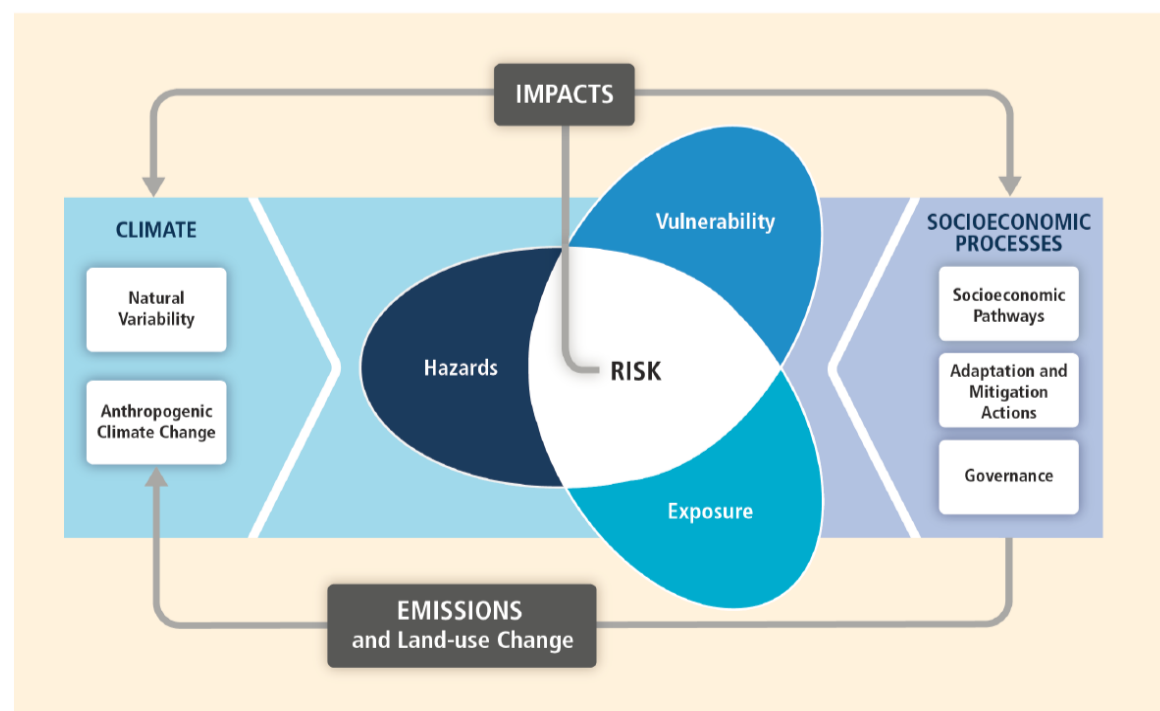 IMPACTS
CLIMATE
Natural
Variability
Anthropogenic
Climate Change
Hazards
Vulnerability
RISK
Exposure
SOCIOECONOMIC
PROCESSES
Socioeconomic
Pathways
Adaptation and
Mitigation
Actions
Governance
EMISSIONS
and Land-use Change